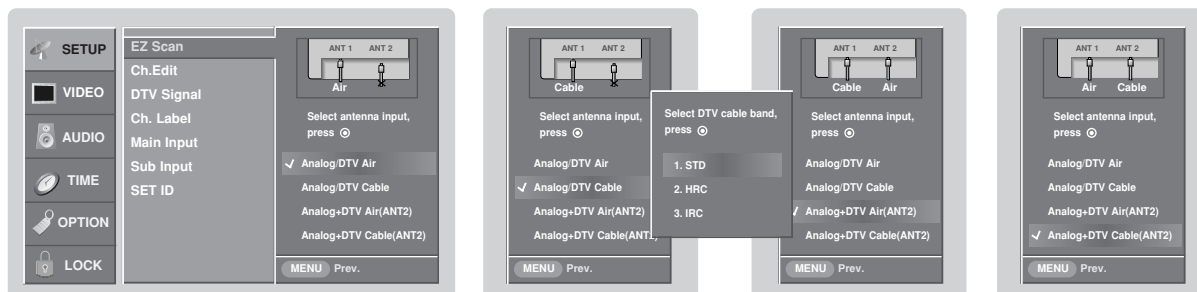 SETUP
VIDEO
AUDIO
TIME
OPTION
LOCK
EZ Scan
Ch.Edit
DTV Signal
Ch. Label
Main Input
Sub Input
SET ID
ANT 1 ANT 2
Air
Select antenna input,
press
Analog/DTV Air
Analog/DTV Cable
Analog+DTV Air(ANT2)
Analog+DTV Cable(ANT2)
MENU Prev.
ANT 1 ANT 2
Cable
Select antenna input,
press
Analog/DTV Air
Analog/DTV Cable
Analog+DTV Air(ANT2)
Analog+DTV Cable(ANT2)
MENU Prev.
Select DTV cable band,
press
1. STD
2. HRC
3. IRC
ANT 1 ANT 2
Cable Air
Select antenna input,
press
Analog/DTV Air
Analog/DTV Cable
Analog+DTV Air(ANT2)
Analog+DTV Cable(ANT2)
MENU Prev.
ANT 1 ANT 2
Air Cable
Select antenna input,
press
Analog/DTV Air
Analog/DTV Cable
Analog+DTV Air(ANT2)
Analog+DTV Cable(ANT2)
MENU Prev.